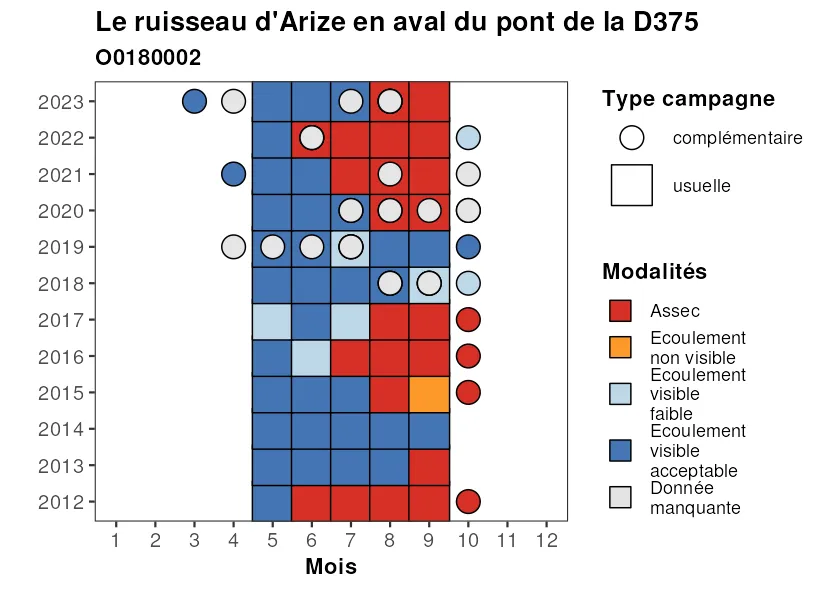 Le ruisseau d'Arize en aval du pont de la D375
O0180002
2023
2022
2021
2020
2019
2018
2017
2016
2015
2014
2013
2012
1 2 3 4 5 6 7 8 9 10 11 12
Mois
Type campagne
complémentaire
usuelle
Modalités
Assec
Ecoulement
non visible
Ecoulement
visible
faible
Ecoulement
visible
acceptable
Donnée
manquante